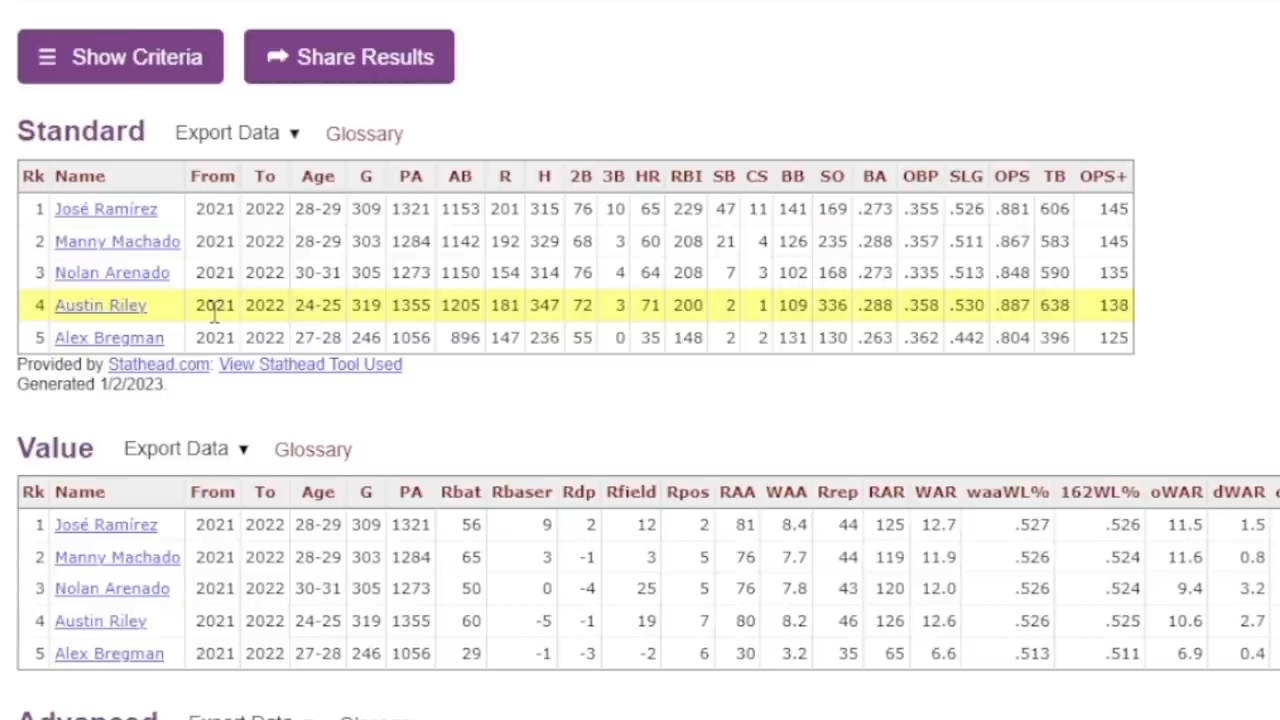 ☰ Show Criteria Share Results
Standard Export Data ▼ Glossary
Rk Name From To Age G PA AB R H 2B 3B HR RBI SB CS BB SO BA OBP SLG OPS TB OPS+
1 José Ramírez 2021 2022 28-29 309 1321 1153 201 315 76 10 65 229 47 11 141 169 .273 .355 .526 .881 606 145
2 Manny Machado 2021 2022 28-29 303 1284 1142 192 329 68 3 60 208 21 4 126 235 .288 .357 .511 .867 583 145
3 Nolan Arenado 2021 2022 30-31 305 1273 1150 154 314 76 4 64 208 7 3 102 168 .273 .335 .513 .848 590 135
4 Austin Riley 2021 2022 24-25 319 1355 1205 181 347 72 3 71 200 2 1 109 336 .288 .358 .530 .887 638 138
5 Alex Bregman 2021 2022 27-28 246 1056 896 147 236 55 0 35 148 2 2 131 130 .263 .362 .442 .804 396 125
Provided by Stathead.com: View Stathead Tool Used
Generated 1/2/2023.
Value Export Data ▼ Glossary
Rk Name From To Age G PA Rbat Rbaser Rdp Rfield Rpos RAA WAA Rrep RAR WAR waaWL% 162WL% oWAR dWAR
1 José Ramírez 2021 2022 28-29 309 1321 56 9 2 12 2 81 8.4 44 125 12.7 .527 .526 11.5 1.5
2 Manny Machado 2021 2022 28-29 303 1284 65 3 -1 3 5 76 7.7 44 119 11.9 .526 .524 11.6 0.8
3 Nolan Arenado 2021 2022 30-31 305 1273 50 0 -4 25 5 76 7.8 43 120 12.0 .526 .524 9.4 3.2
4 Austin Riley 2021 2022 24-25 319 1355 60 -5 -1 19 7 80 8.2 46 126 12.6 .526 .525 10.6 2.7
5 Alex Bregman 2021 2022 27-28 246 1056 29 -1 -3 -2 6 30 3.2 35 65 6.6 .513 .511 6.9 0.4
Advanced Export Data Glossary